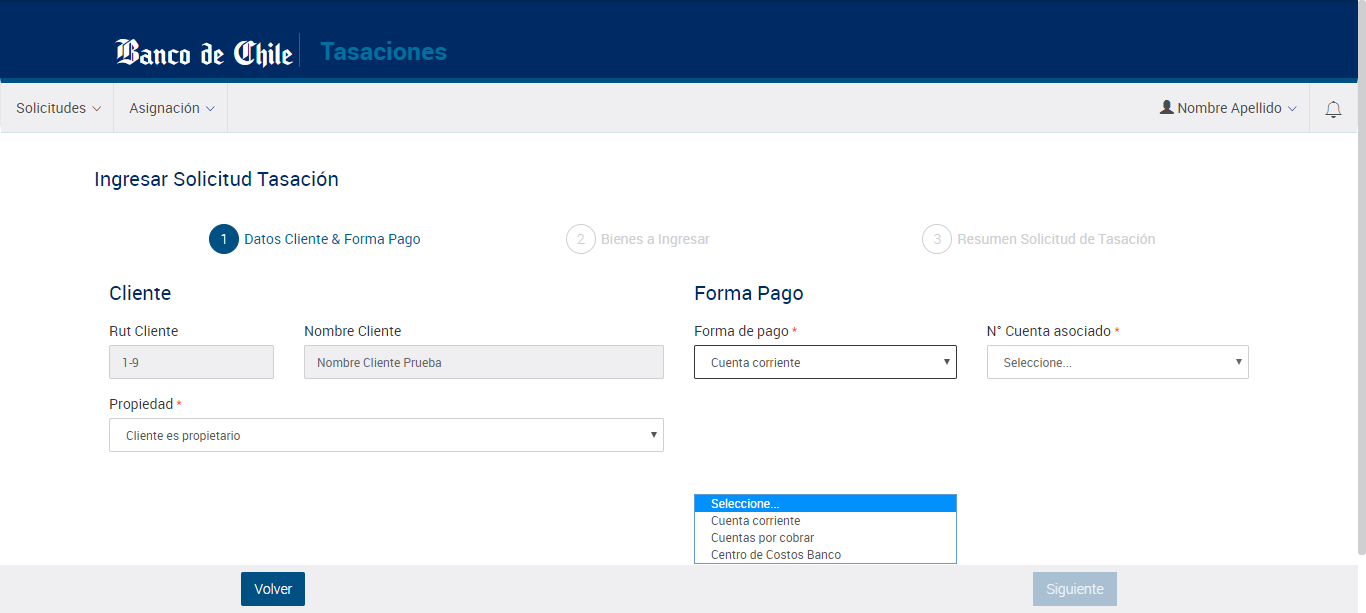 Banco de Chile
Tasaciones
Solicitudes
Asignación
Nombre Apellido
Ingresar Solicitud Tasación
1 Datos Cliente & Forma Pago
2 Bienes a Ingresar
3 Resumen Solicitud de Tasación
Cliente
Rut Cliente
Nombre Cliente
1-9
Nombre Cliente Prueba
Propiedad *
Cliente es propietario
Forma Pago
Forma de pago *
N° Cuenta asociado *
Cuenta corriente
Seleccione...
Seleccione...
Cuenta corriente
Cuentas por cobrar
Centro de Costos Banco
Volver
Siguiente